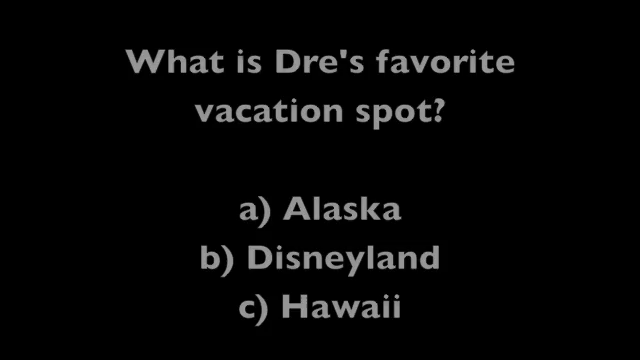 What is Dre's favorite
vacation spot?
a) Alaska
b) Disneyland
c) Hawaii